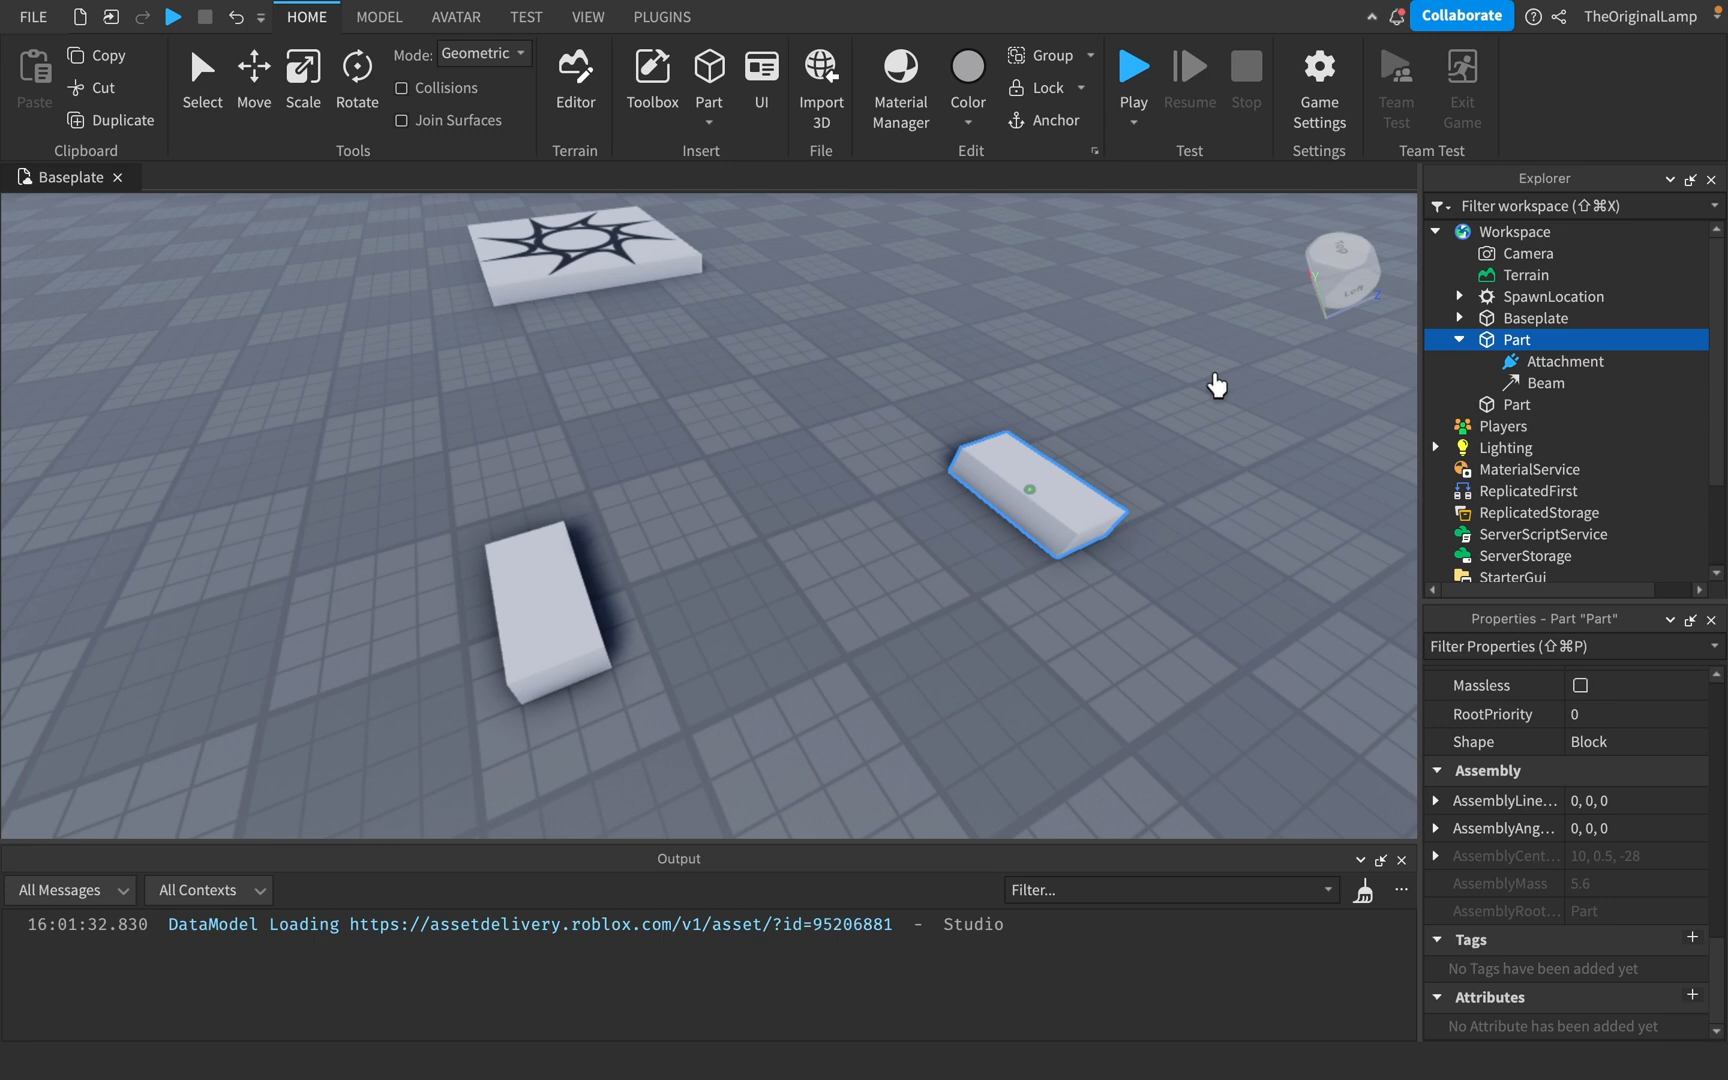 FILE
HOME
MODEL
AVATAR
TEST
VIEW
PLUGINS
Collaborate
TheOriginalLamp
Paste
Copy
Cut
Duplicate
Clipboard
Select
Move
Scale
Rotate
Mode: Geometric
Collisions
Join Surfaces
Tools
Editor
Terrain
Toolbox
Part
UI
Insert
Import
3D
File
Material
Manager
Color
Group
Lock
Anchor
Edit
Play
Resume
Stop
Test
Game
Settings
Settings
Team
Test
Exit
Game
Team Test
Baseplate
TOP
Left
Y
Z
Explorer
Filter workspace (⇧⌘X)
Workspace
Camera
Terrain
SpawnLocation
Baseplate
Part
Attachment
Beam
Part
Players
Lighting
MaterialService
ReplicatedFirst
ReplicatedStorage
ServerScriptService
ServerStorage
StarterGui
Properties - Part "Part"
Filter Properties (⇧⌘P)
Massless
RootPriority 0
Shape Block
Assembly
AssemblyLine... 0, 0, 0
AssemblyAng... 0, 0, 0
AssemblyCent... 10, 0.5, -28
AssemblyMass 5.6
AssemblyRoot... Part
Tags
No Tags have been added yet
Attributes
No Attribute has been added yet
Output
All Messages
All Contexts
Filter...
16:01:32.830 DataModel Loading https://assetdelivery.roblox.com/v1/asset/?id=95206881 - Studio